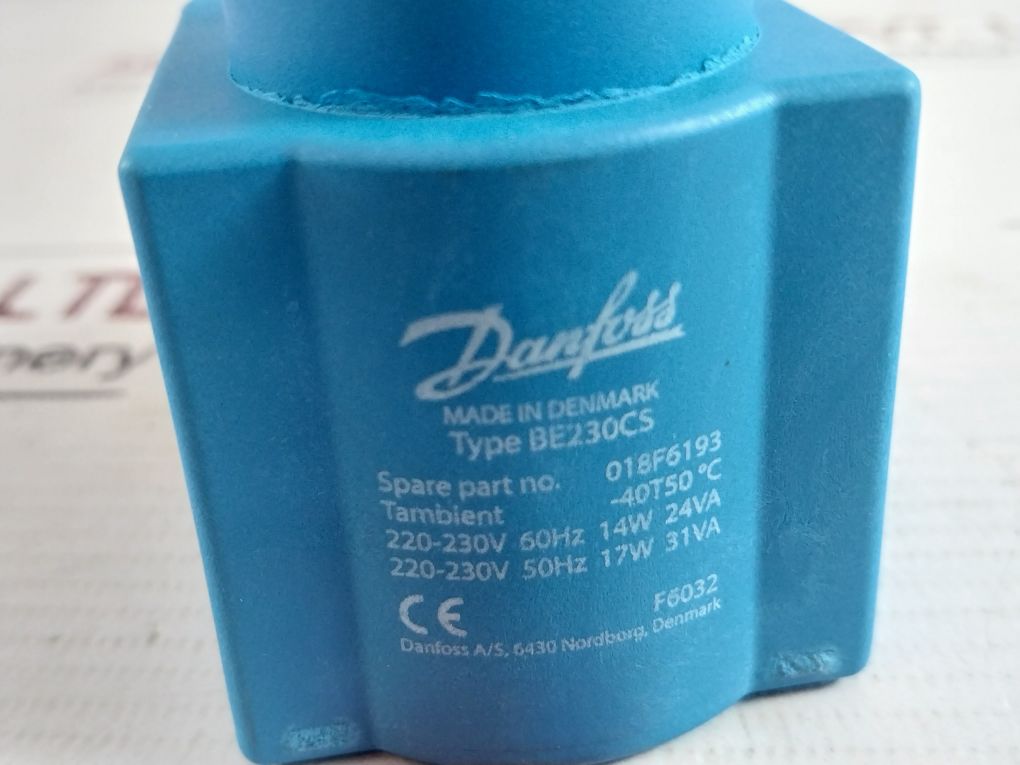 Danfoss
MADE IN DENMARK
Type BE230CS
Spare part no. 018F6193
Tambient -40T50 °C
220-230V 60Hz 14W 24VA
220-230V 50Hz 17W 31VA
CE F6032
Danfoss A/S, 6430 Nordborg, Denmark